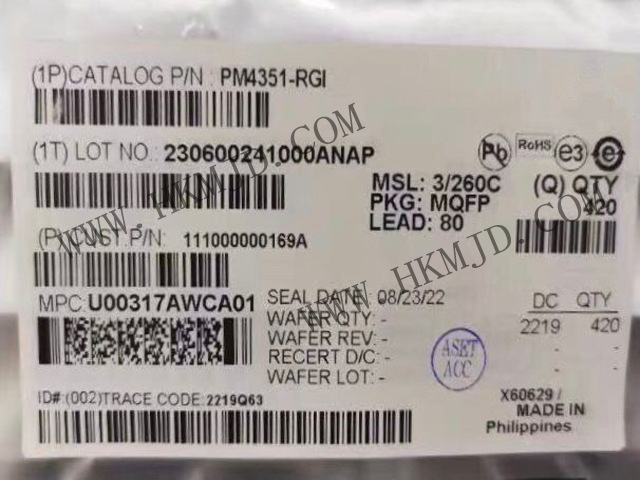 (1P)CATALOG P/N : PM4351-RGI
(1T) LOT NO.: 230600241000ANAP
Pb RoHS e3 e
MSL: 3/260C (Q) QTY
PKG: MQFP 420
LEAD: 80
(P) CUST. P/N: 111000000169A
MPC: U00317AWCA01
SEAL DATE: 08/23/22 DC QTY
WAFER QTY: - 2219 420
WAFER REV: - - -
RECERT D/C: - - -
WAFER LOT: -
ASET
ACC
ID#:(002)TRACE CODE:2219Q63
X60629 /
MADE IN
Philippines
WWW.HKMJD.COM
WWW.HKMJD.COM